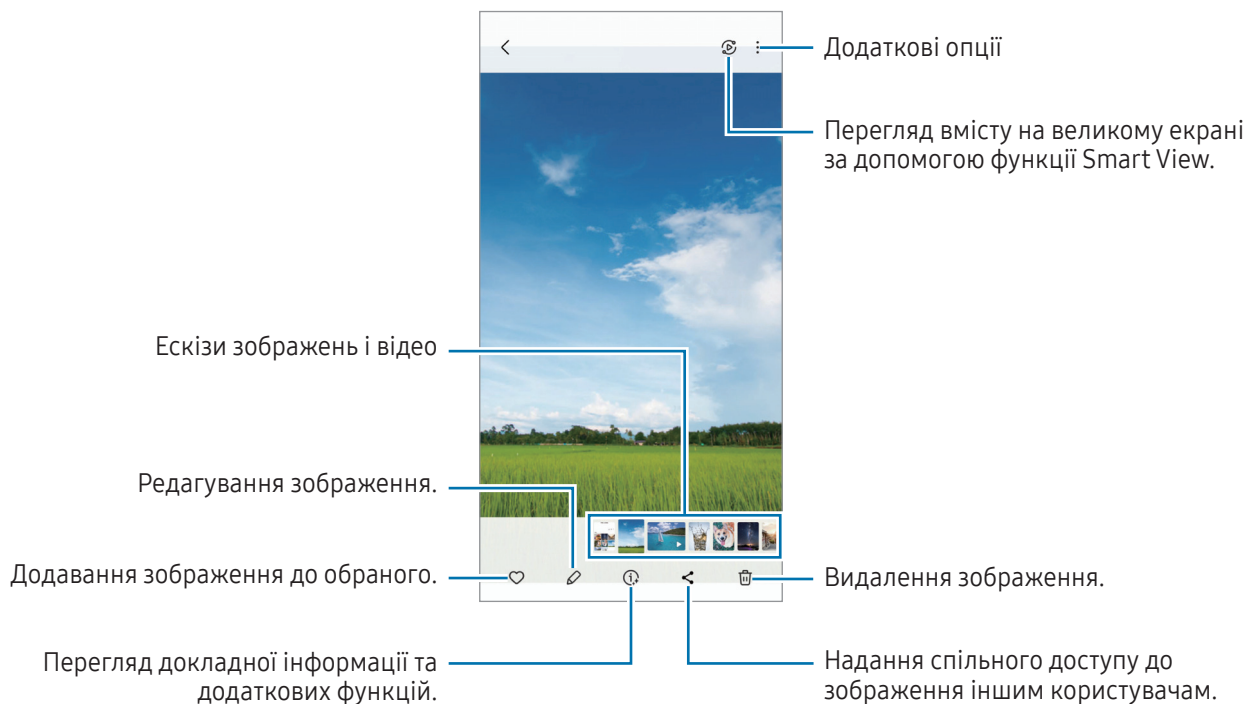 Додаткові опції
Перегляд вмісту на великому екрані
за допомогою функції Smart View.
Ескізи зображень і відео
Редагування зображення.
Додавання зображення до обраного.
Видалення зображення.
Перегляд докладної інформації та
додаткових функцій.
Надання спільного доступу до
зображення іншим користувачам.